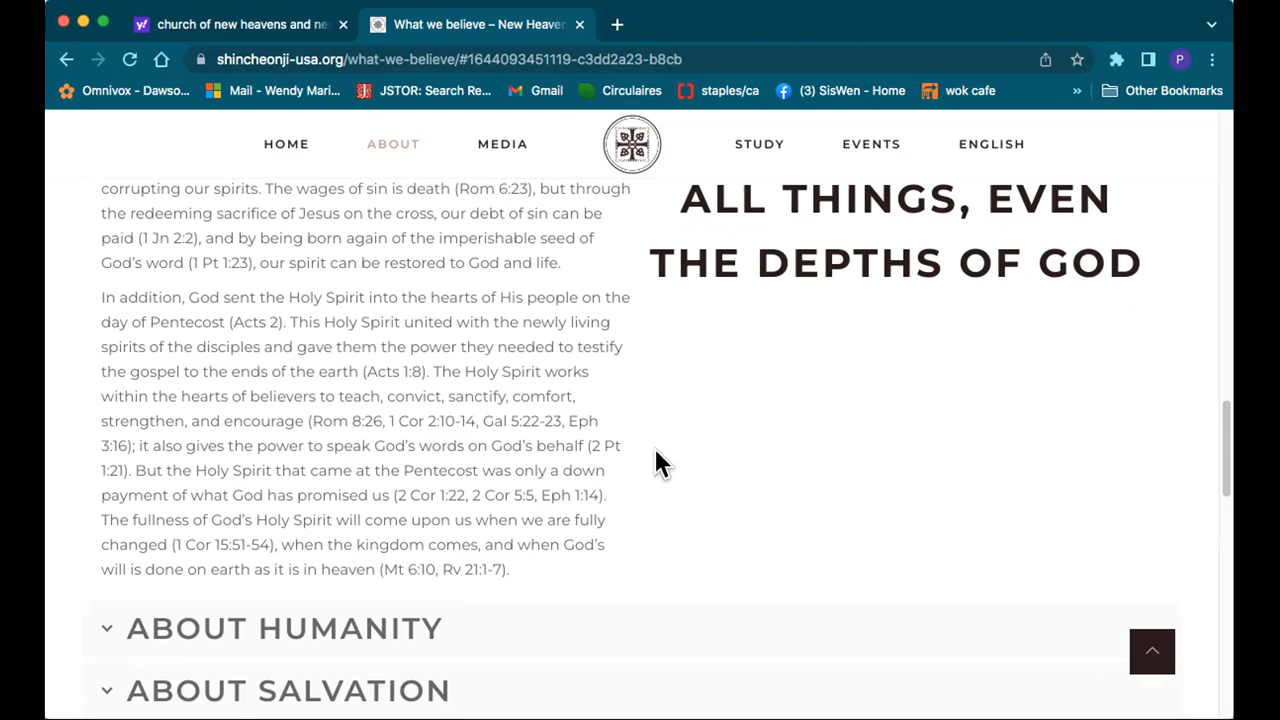 church of new heavens and ne
What we believe – New Heaven
shincheonji-usa.org/what-we-believe/#1644093451119-c3dd2a23-b8cb
P
Omnivox - Dawso...
Mail - Wendy Mari...
JSTOR: Search Re...
Gmail
Circulaires
staples/ca
(3) SisWen - Home
wok cafe
»
Other Bookmarks
HOME
ABOUT
MEDIA
STUDY
EVENTS
ENGLISH
corrupting our spirits. The wages of sin is death (Rom 6:23), but through
the redeeming sacrifice of Jesus on the cross, our debt of sin can be
paid (1 Jn 2:2), and by being born again of the imperishable seed of
God’s word (1 Pt 1:23), our spirit can be restored to God and life.
In addition, God sent the Holy Spirit into the hearts of His people on the
day of Pentecost (Acts 2). This Holy Spirit united with the newly living
spirits of the disciples and gave them the power they needed to testify
the gospel to the ends of the earth (Acts 1:8). The Holy Spirit works
within the hearts of believers to teach, convict, sanctify, comfort,
strengthen, and encourage (Rom 8:26, 1 Cor 2:10-14, Gal 5:22-23, Eph
3:16); it also gives the power to speak God’s words on God’s behalf (2 Pt
1:21). But the Holy Spirit that came at the Pentecost was only a down
payment of what God has promised us (2 Cor 1:22, 2 Cor 5:5, Eph 1:14).
The fullness of God’s Holy Spirit will come upon us when we are fully
changed (1 Cor 15:51-54), when the kingdom comes, and when God’s
will is done on earth as it is in heaven (Mt 6:10, Rv 21:1-7).
ALL THINGS, EVEN
THE DEPTHS OF GOD
ABOUT HUMANITY
ABOUT SALVATION